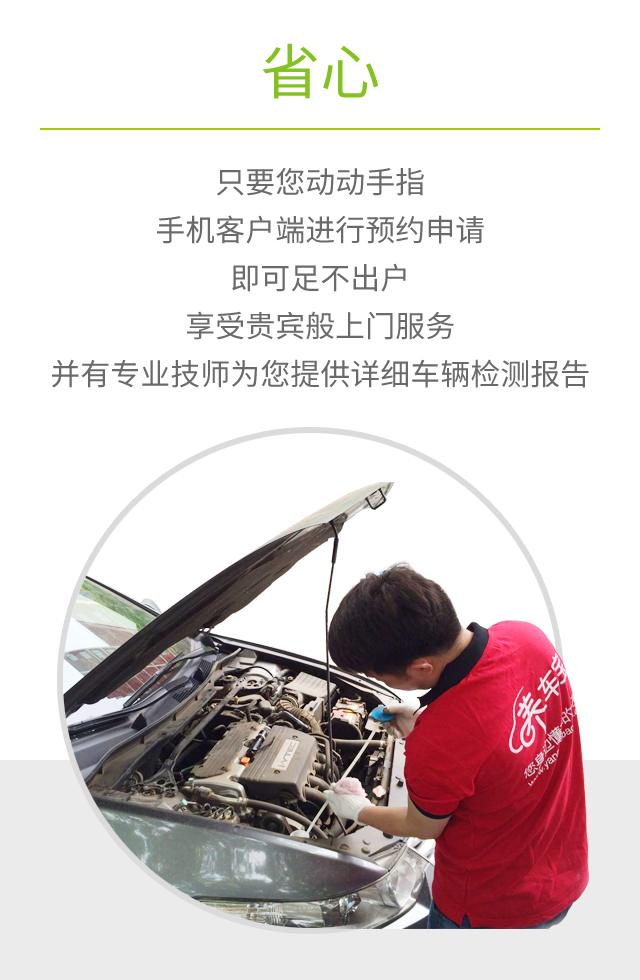 省心
只要您动动手指
手机客户端进行预约申请
即可足不出户
享受贵宾般上门服务
并有专业技师为您提供详细车辆检测报告
养车